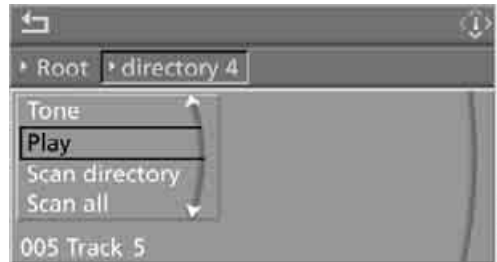 Root directory 4
Tone
Play
Scan directory
Scan all
005 Track 5